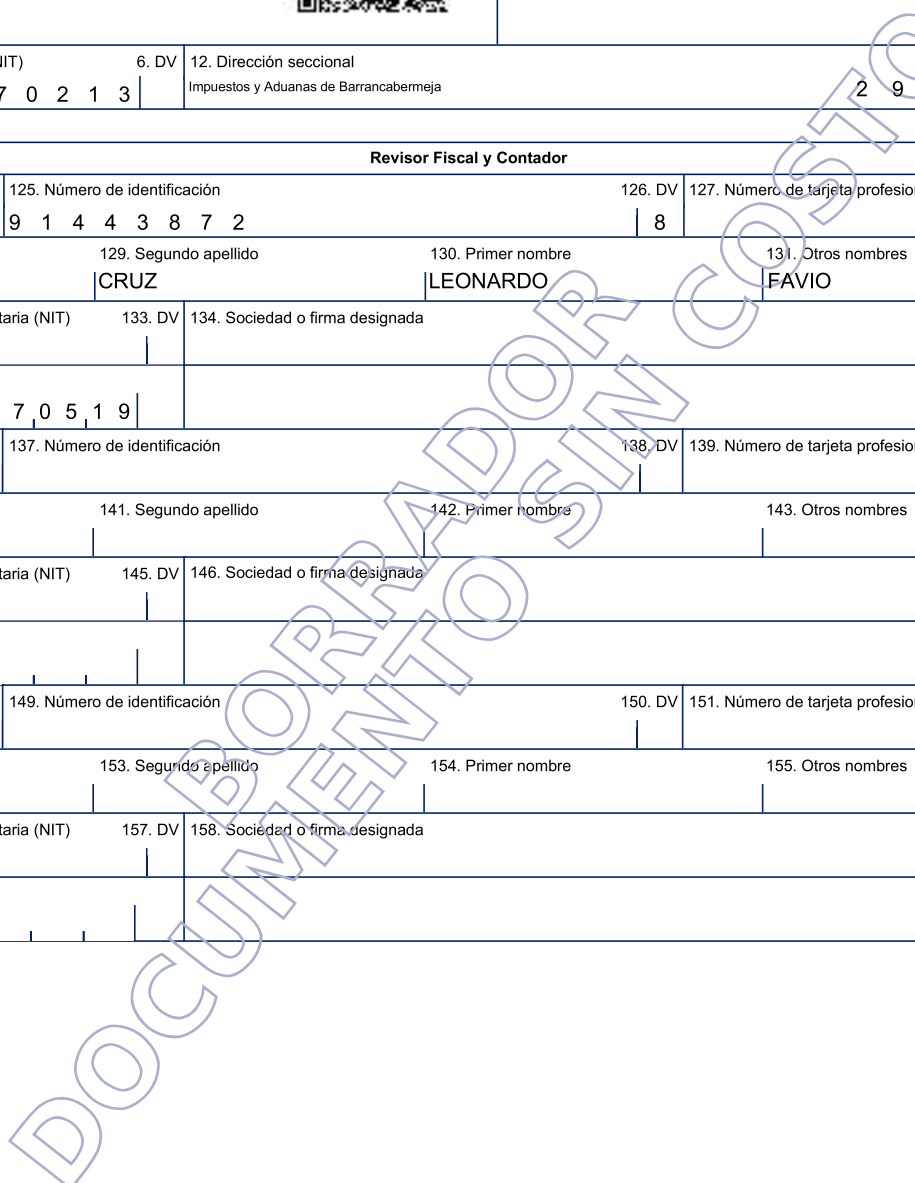 NIT) 6. DV 12. Dirección seccional
7 0 2 1 3 Impuestos y Aduanas de Barrancabermeja 2 9
Revisor Fiscal y Contador
125. Número de identificación 126. DV 127. Número de tarjeta profesio
9 1 4 4 3 8 7 2 8
129. Segundo apellido 130. Primer nombre 131. Otros nombres
CRUZ LEONARDO FAVIO
taria (NIT) 133. DV 134. Sociedad o firma designada
7 0 5 1 9
137. Número de identificación 138. DV 139. Número de tarjeta profesio
141. Segundo apellido 142. Primer nombre 143. Otros nombres
taria (NIT) 145. DV 146. Sociedad o firma designada
149. Número de identificación 150. DV 151. Número de tarjeta profesio
153. Segundo apellido 154. Primer nombre 155. Otros nombres
taria (NIT) 157. DV 158. Sociedad o firma designada
BORRADOR
DOCUMENTO SIN COSTO